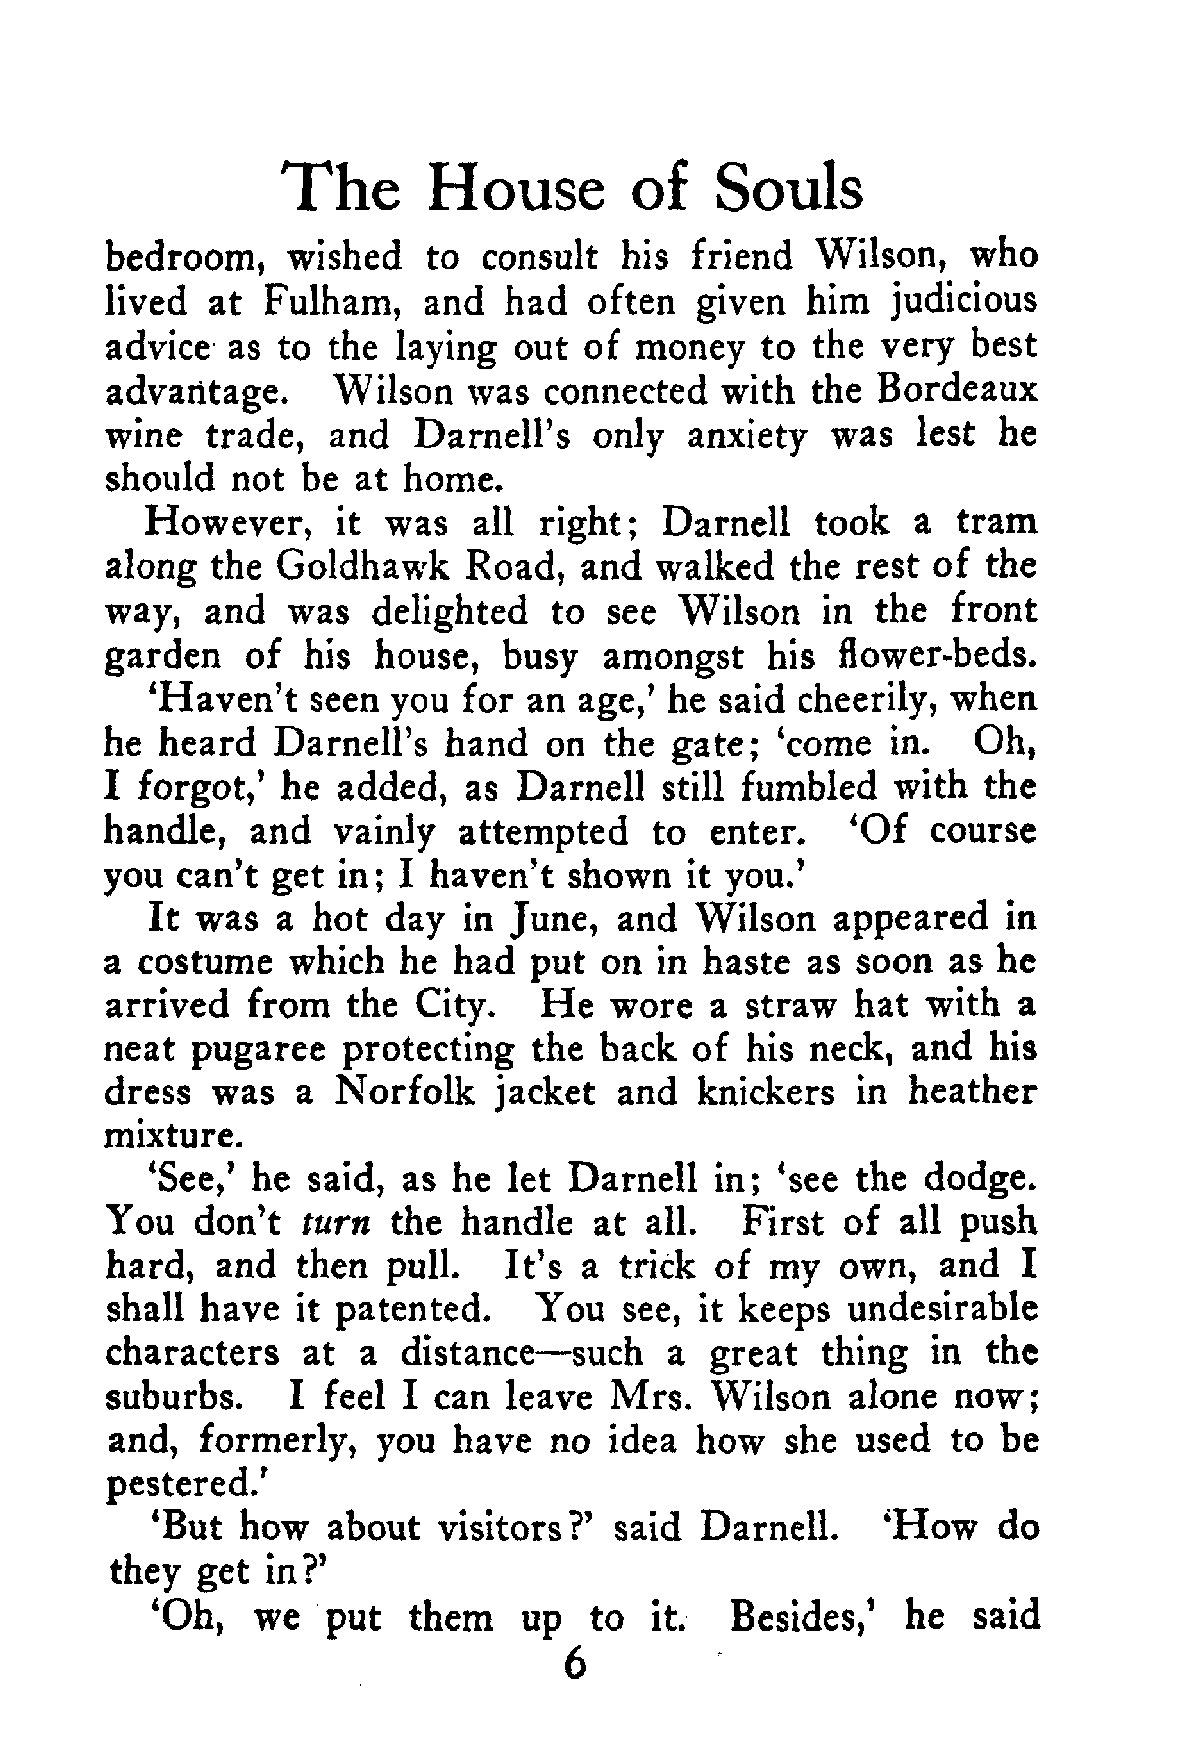 The House of Souls
bedroom, wished to consult his friend Wilson, who
lived at Fulham, and had often given him judicious
advice as to the laying out of money to the very best
advantage. Wilson was connected with the Bordeaux
wine trade, and Darnell's only anxiety was lest he
should not be at home.
However, it was all right; Darnell took a tram
along the Goldhawk Road, and walked the rest of the
way, and was delighted to see Wilson in the front
garden of his house, busy amongst his flower-beds.
'Haven't seen you for an age,' he said cheerily, when
he heard Darnell's hand on the gate; 'come in. Oh,
I forgot,' he added, as Darnell still fumbled with the
handle, and vainly attempted to enter. 'Of course
you can't get in; I haven't shown it you.'
It was a hot day in June, and Wilson appeared in
a costume which he had put on in haste as soon as he
arrived from the City. He wore a straw hat with a
neat pugaree protecting the back of his neck, and his
dress was a Norfolk jacket and knickers in heather
mixture.
'See,' he said, as he let Darnell in; 'see the dodge.
You don't turn the handle at all. First of all push
hard, and then pull. It's a trick of my own, and I
shall have it patented. You see, it keeps undesirable
characters at a distance—such a great thing in the
suburbs. I feel I can leave Mrs. Wilson alone now;
and, formerly, you have no idea how she used to be
pestered.'
'But how about visitors?' said Darnell. 'How do
they get in?'
'Oh, we put them up to it. Besides,' he said
6